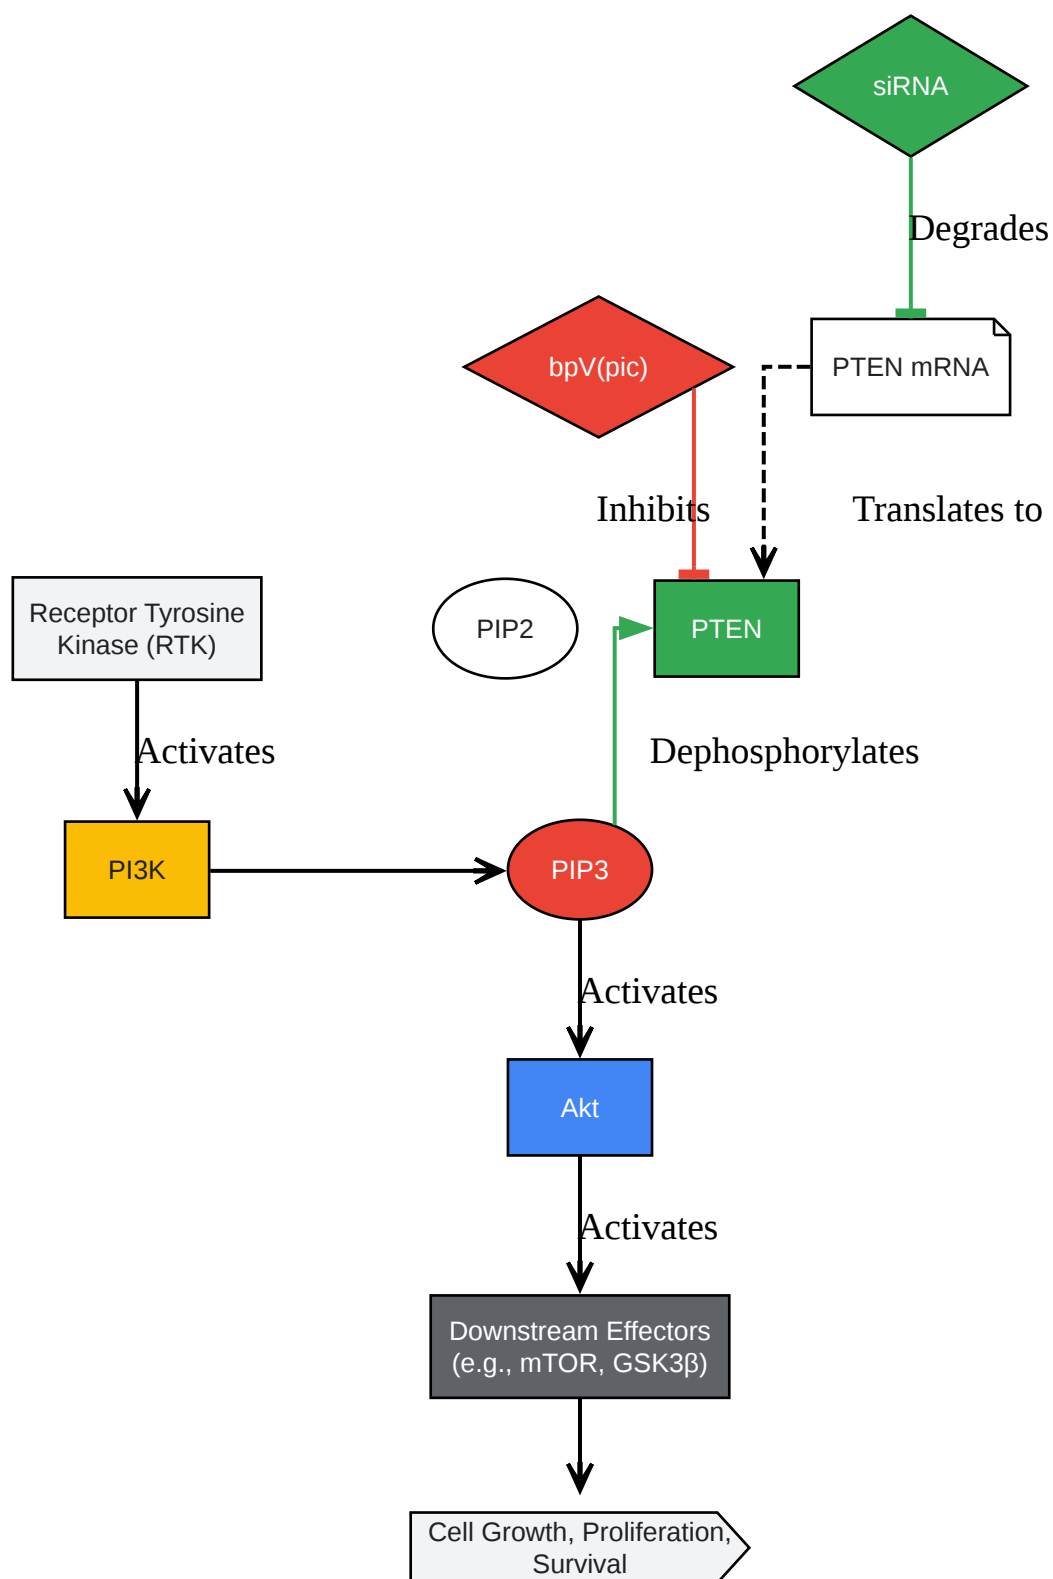 siRNA
Degrades
bpV(pic)
PTEN mRNA
Inhibits
Translates to
Receptor Tyrosine
Kinase (RTK)
PIP2
PTEN
Activates
Dephosphorylates
PI3K
PIP3
Activates
Akt
Activates
Downstream Effectors
(e.g., mTOR, GSK3β)
Cell Growth, Proliferation,
Survival